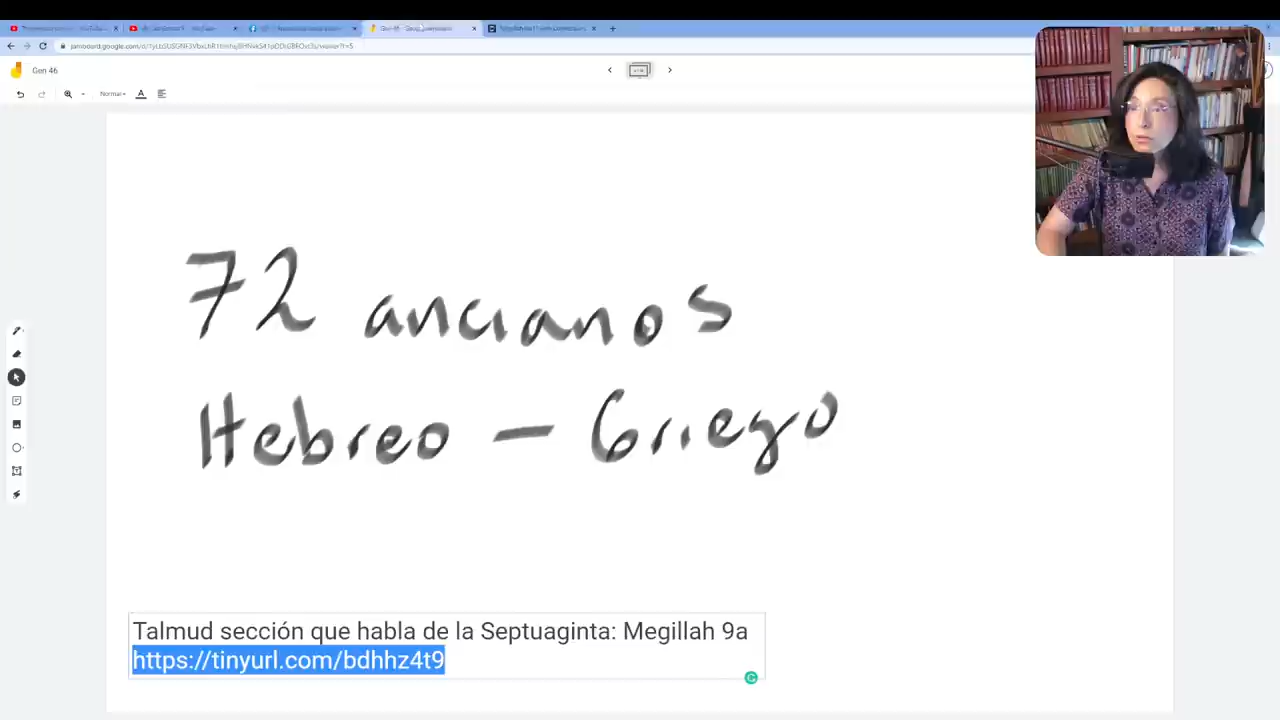 Gen 46
Normal
72 ancianos
Hebreo - Griego
Talmud sección que habla de la Septuaginta: Megillah 9a
https://tinyurl.com/bdhhz4t9